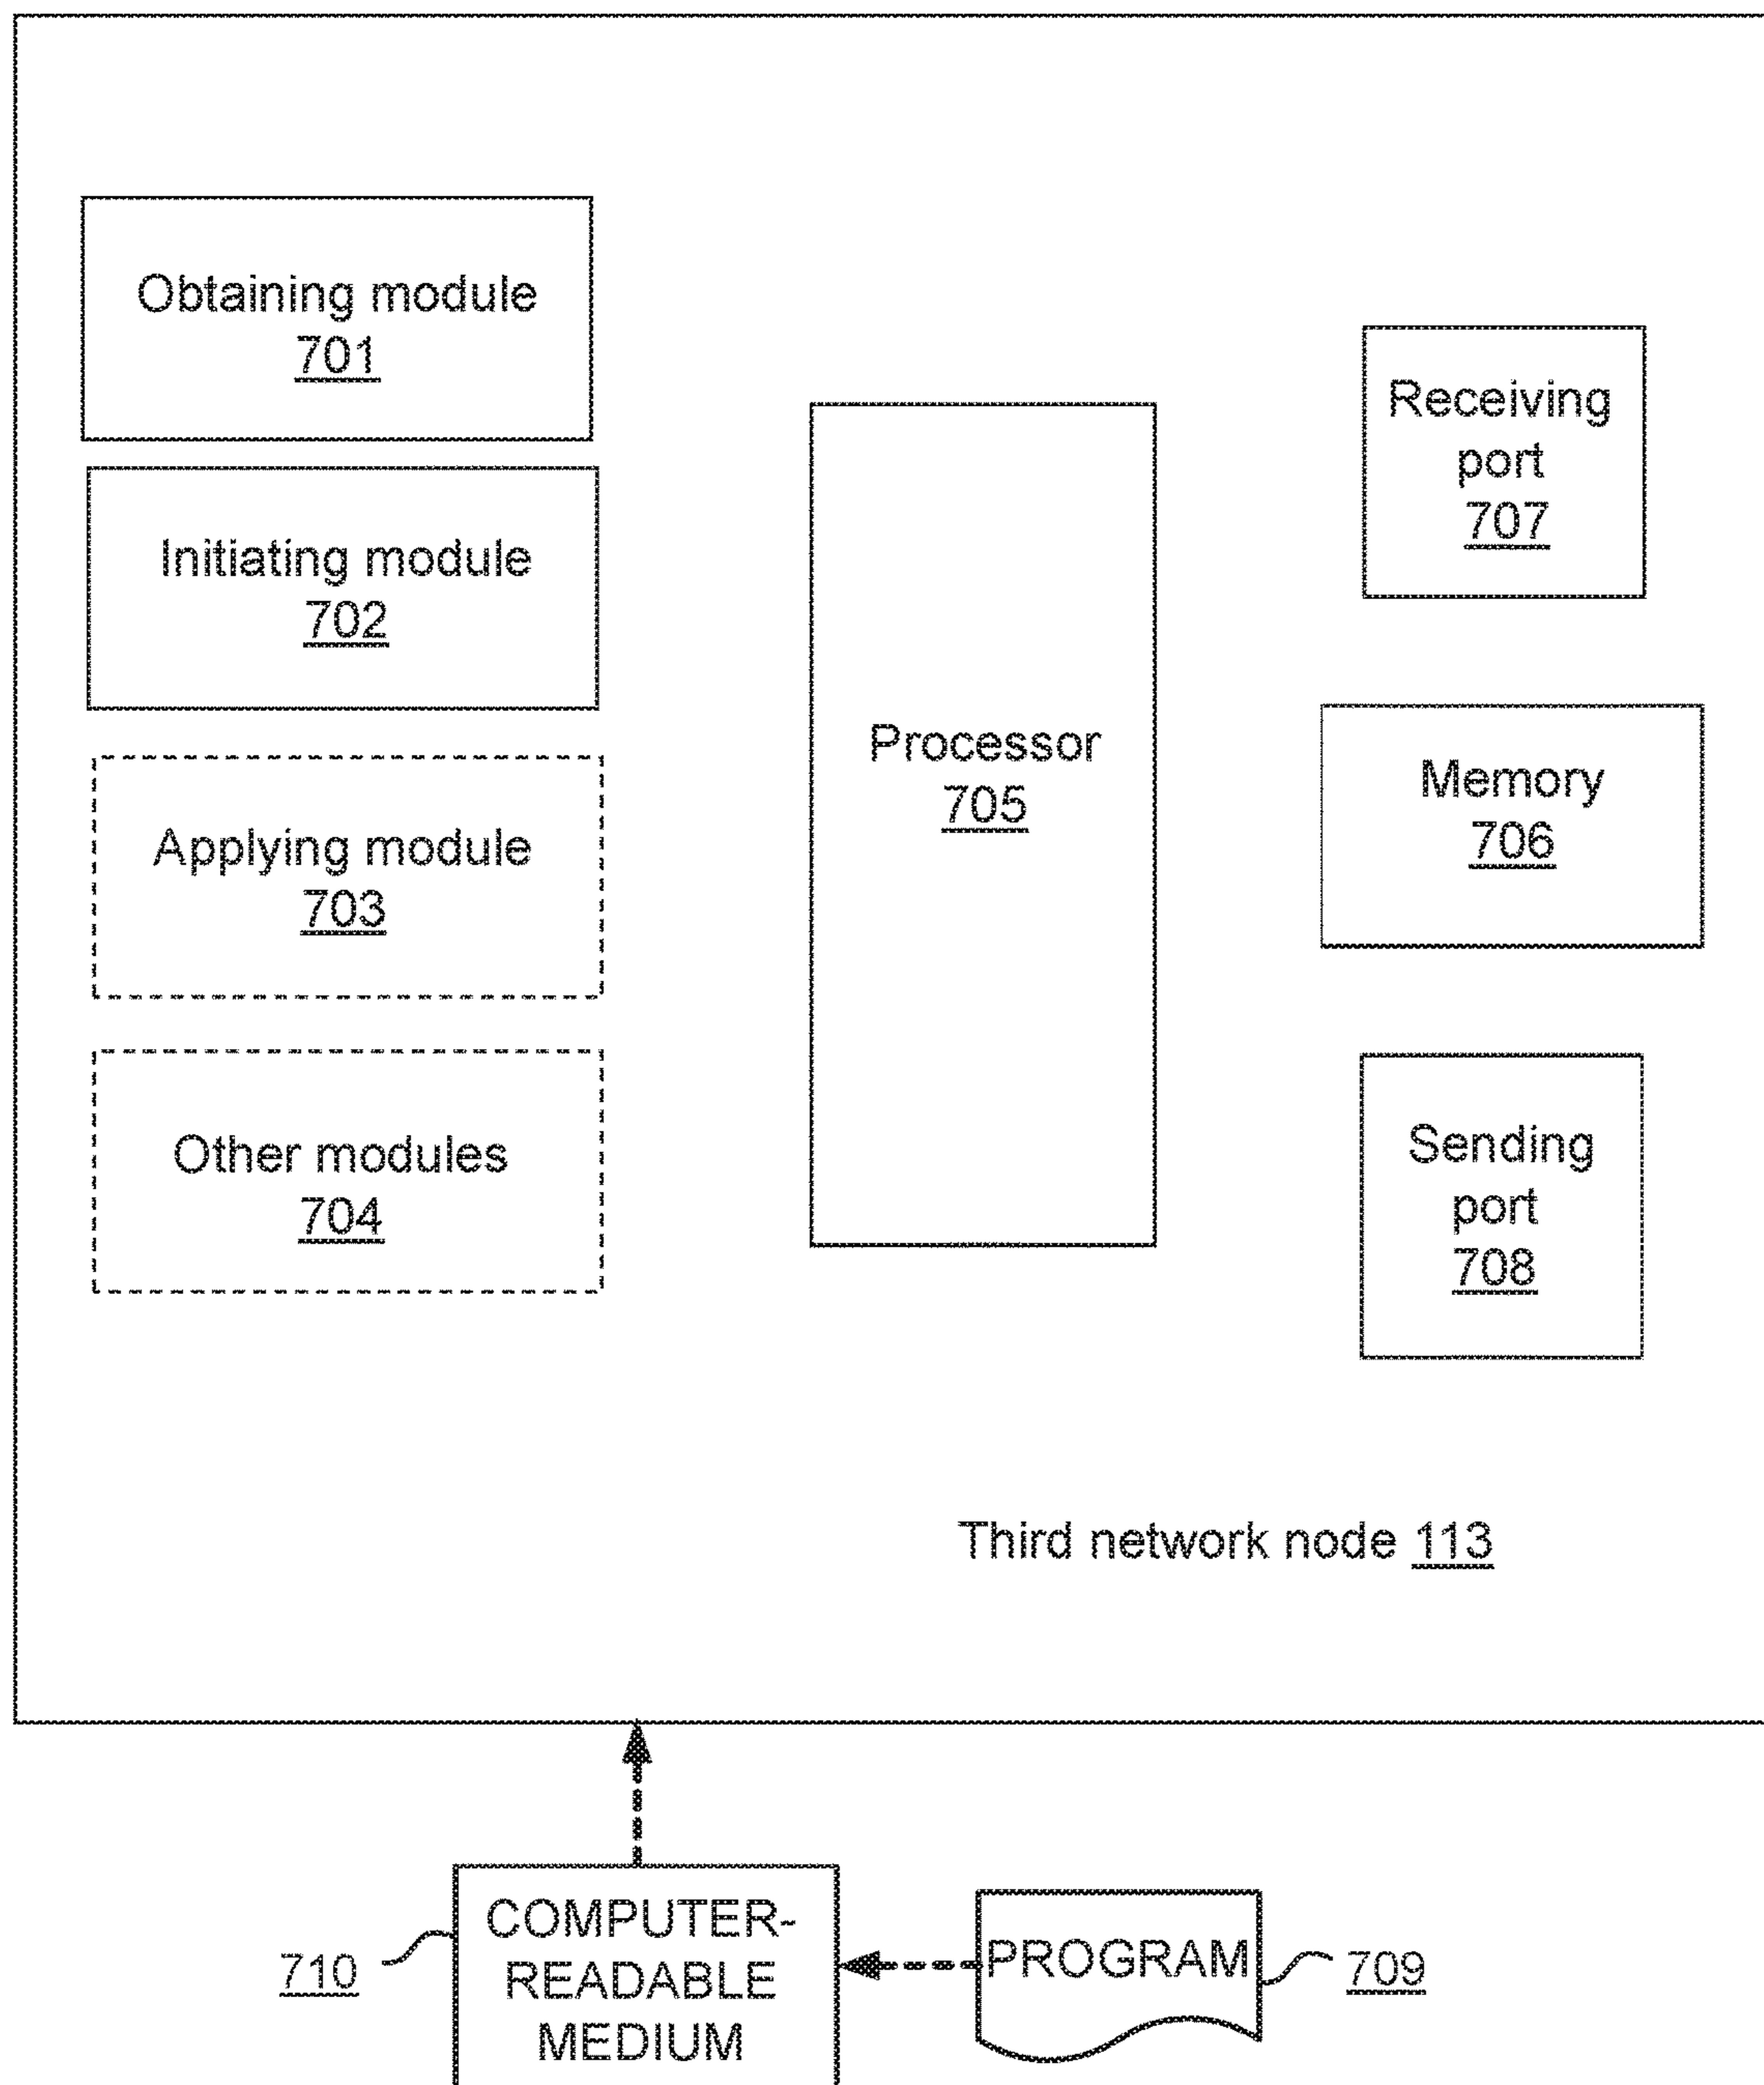 Obtaining module
701
Initiating module
702
Applying module
703
Other modules
704
Processor
705
Receiving
port
707
Memory
706
Sending
port
708
Third network node 113
710
COMPUTER-
READABLE
MEDIUM
PROGRAM
709